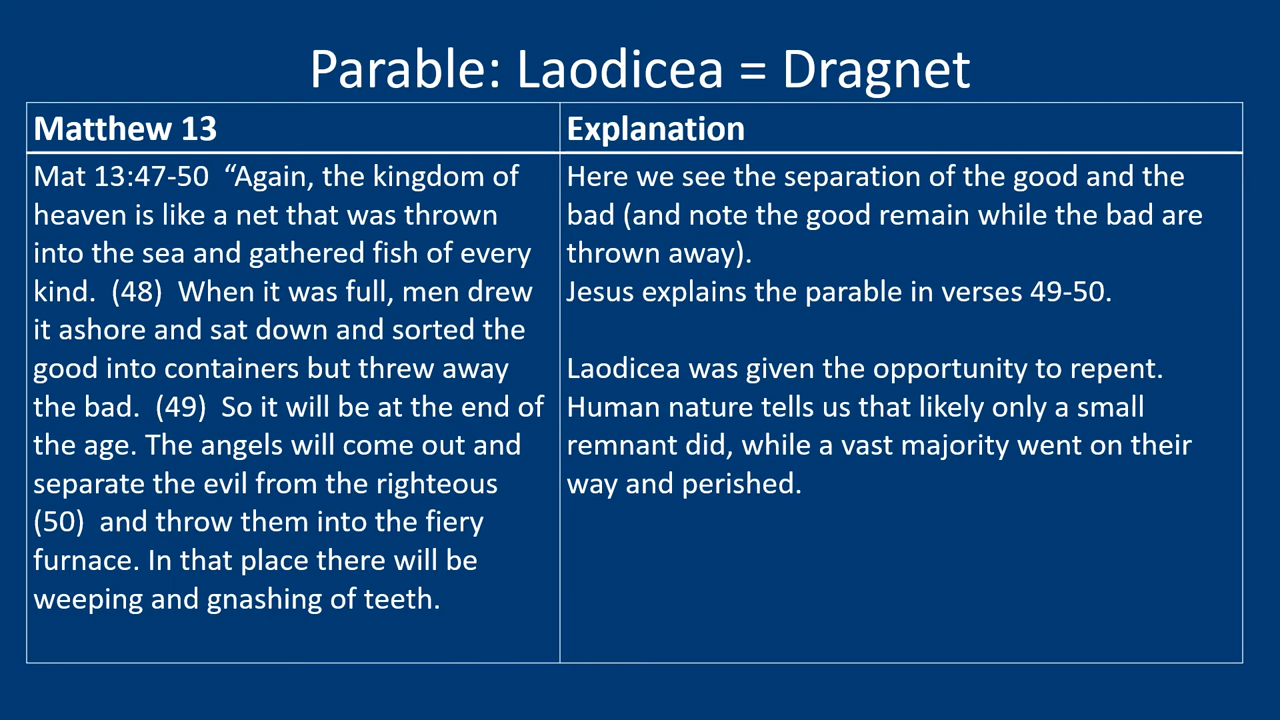 Parable: Laodicea = Dragnet
Matthew 13
Mat 13:47-50 “Again, the kingdom of
heaven is like a net that was thrown
into the sea and gathered fish of every
kind. (48) When it was full, men drew
it ashore and sat down and sorted the
good into containers but threw away
the bad. (49) So it will be at the end of
the age. The angels will come out and
separate the evil from the righteous
(50) and throw them into the fiery
furnace. In that place there will be
weeping and gnashing of teeth.
Explanation
Here we see the separation of the good and the
bad (and note the good remain while the bad are
thrown away).
Jesus explains the parable in verses 49-50.
Laodicea was given the opportunity to repent.
Human nature tells us that likely only a small
remnant did, while a vast majority went on their
way and perished.